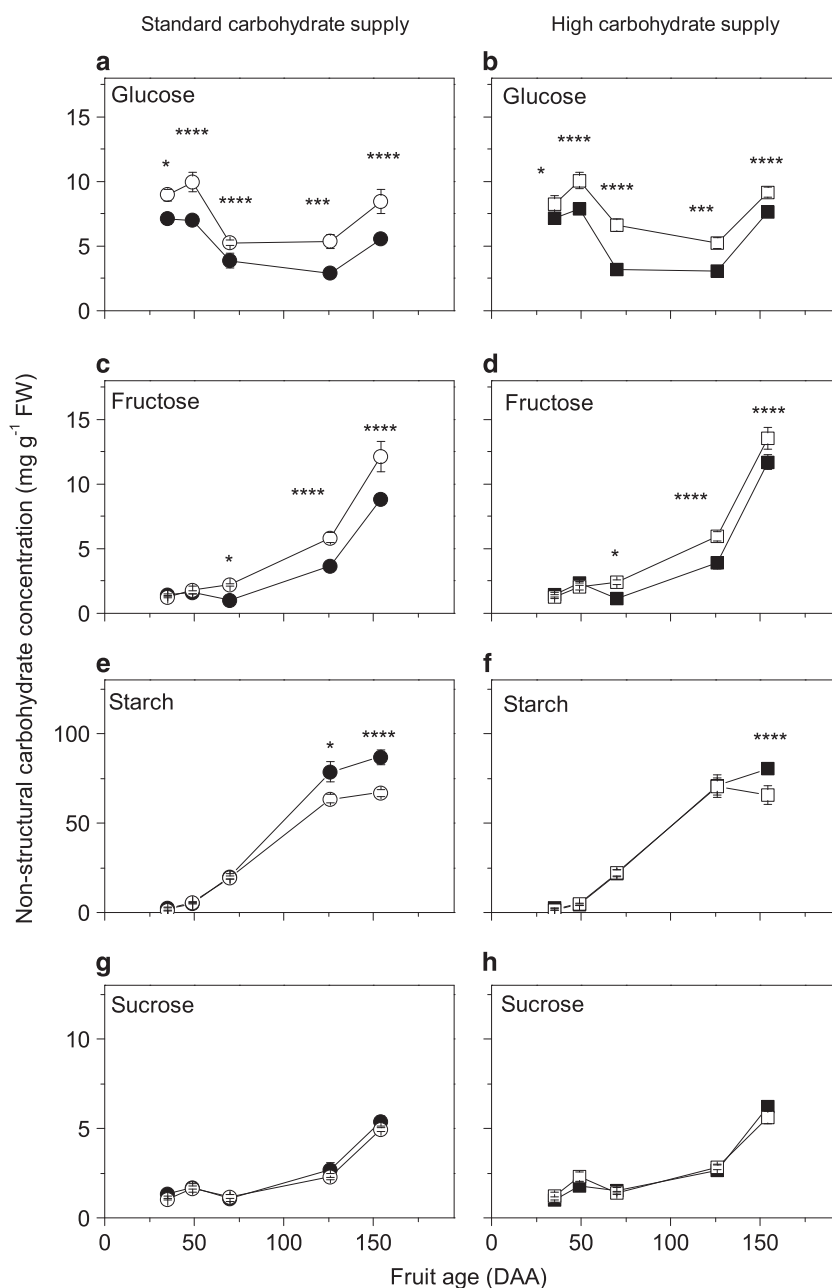 Standard carbohydrate supply High carbohydrate supply
a b
Glucose Glucose
15
10
5
0
* **** **** *** ****
* **** **** *** ****
c d
Fructose Fructose
15
10
5
0
* **** ****
* **** ****
e f
Starch Starch
100
50
0
* ****
****
g h
Sucrose Sucrose
10
5
0
0 50 100 150 0 50 100 150
Fruit age (DAA)
Non-structural carbohydrate concentration (mg g⁻¹ FW)